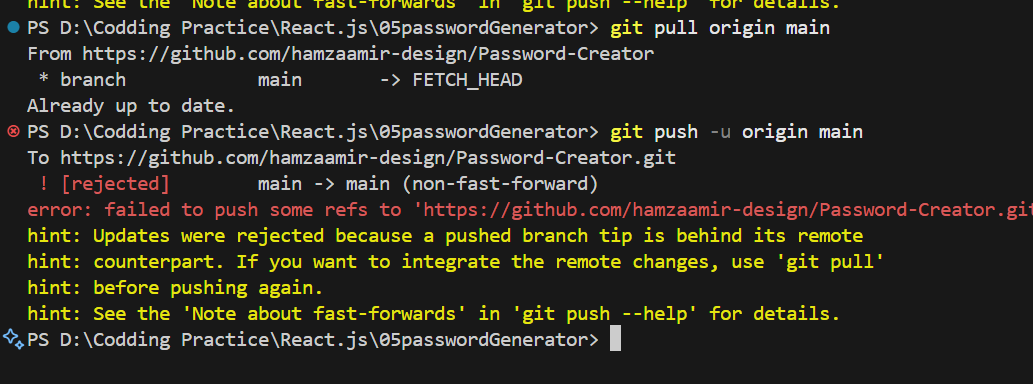 hint: See the 'Note about fast-forwards' in 'git push --help' for details.
PS D:\Codding Practice\React.js\05passwordGenerator> git pull origin main
From https://github.com/hamzaamir-design/Password-Creator
 * branch            main       -> FETCH_HEAD
Already up to date.
PS D:\Codding Practice\React.js\05passwordGenerator> git push -u origin main
To https://github.com/hamzaamir-design/Password-Creator.git
 ! [rejected]        main -> main (non-fast-forward)
error: failed to push some refs to 'https://github.com/hamzaamir-design/Password-Creator.git
hint: Updates were rejected because a pushed branch tip is behind its remote
hint: counterpart. If you want to integrate the remote changes, use 'git pull'
hint: before pushing again.
hint: See the 'Note about fast-forwards' in 'git push --help' for details.
PS D:\Codding Practice\React.js\05passwordGenerator>